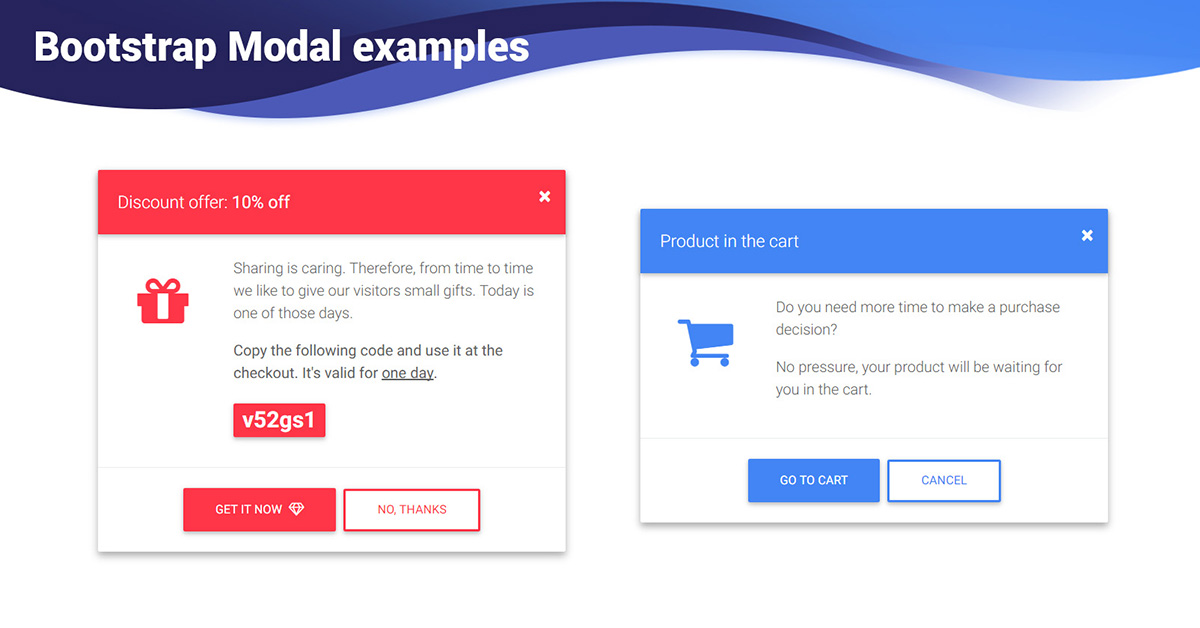 Bootstrap Modal examples
Discount offer: 10% off
Sharing is caring. Therefore, from time to time
we like to give our visitors small gifts. Today is
one of those days.
Copy the following code and use it at the
checkout. It's valid for one day.
v52gs1
GET IT NOW
NO, THANKS
Product in the cart
Do you need more time to make a purchase
decision?
No pressure, your product will be waiting for
you in the cart.
GO TO CART
CANCEL